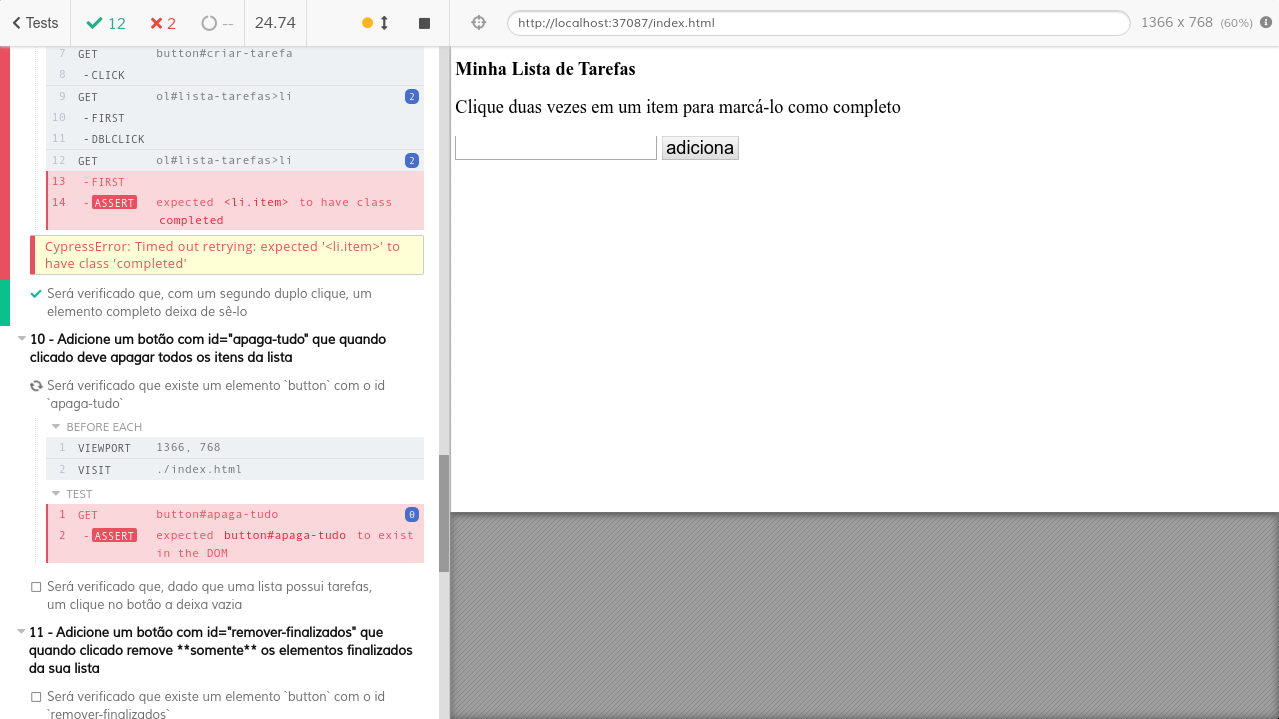 Tests 12 2 -- 24.74
http://localhost:37087/index.html 1366 x 768 (60%)
7 GET button#criar-tarefa
8 -CLICK
9 GET ol#lista-tarefas>li 2
10 -FIRST
11 -DBLCLICK
12 GET ol#lista-tarefas>li 2
13 -FIRST
14 -ASSERT expected <li.item> to have class
completed
CypressError: Timed out retrying: expected '<li.item>' to
have class 'completed'
Será verificado que, com um segundo duplo clique, um
elemento completo deixa de sê-lo
10 - Adicione um botão com id="apaga-tudo" que quando
clicado deve apagar todos os itens da lista
Será verificado que existe um elemento `button` com o id
`apaga-tudo`
BEFORE EACH
1 VIEWPORT 1366, 768
2 VISIT ./index.html
TEST
1 GET button#apaga-tudo 0
2 -ASSERT expected button#apaga-tudo to exist
in the DOM
Será verificado que, dado que uma lista possui tarefas,
um clique no botão a deixa vazia
11 - Adicione um botão com id="remover-finalizados" que
quando clicado remove **somente** os elementos finalizados
da sua lista
Será verificado que existe um elemento `button` com o id
`remover-finalizados`
Minha Lista de Tarefas
Clique duas vezes em um item para marcá-lo como completo
adiciona